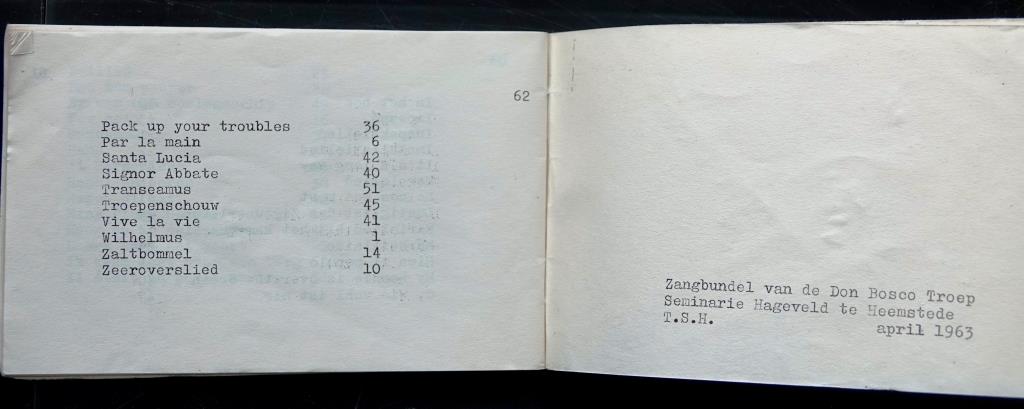 62
Pack up your troubles 36
Par la main 6
Santa Lucia 42
Signor Abbate 40
Transeamus 51
Troepenschouw 45
Vive la vie 41
Wilhelmus 1
Zaltbommel 14
Zeeroverslied 10
Zangbundel van de Don Bosco Troep
Seminarie Hageveld te Heemstede
T.S.H. april 1963